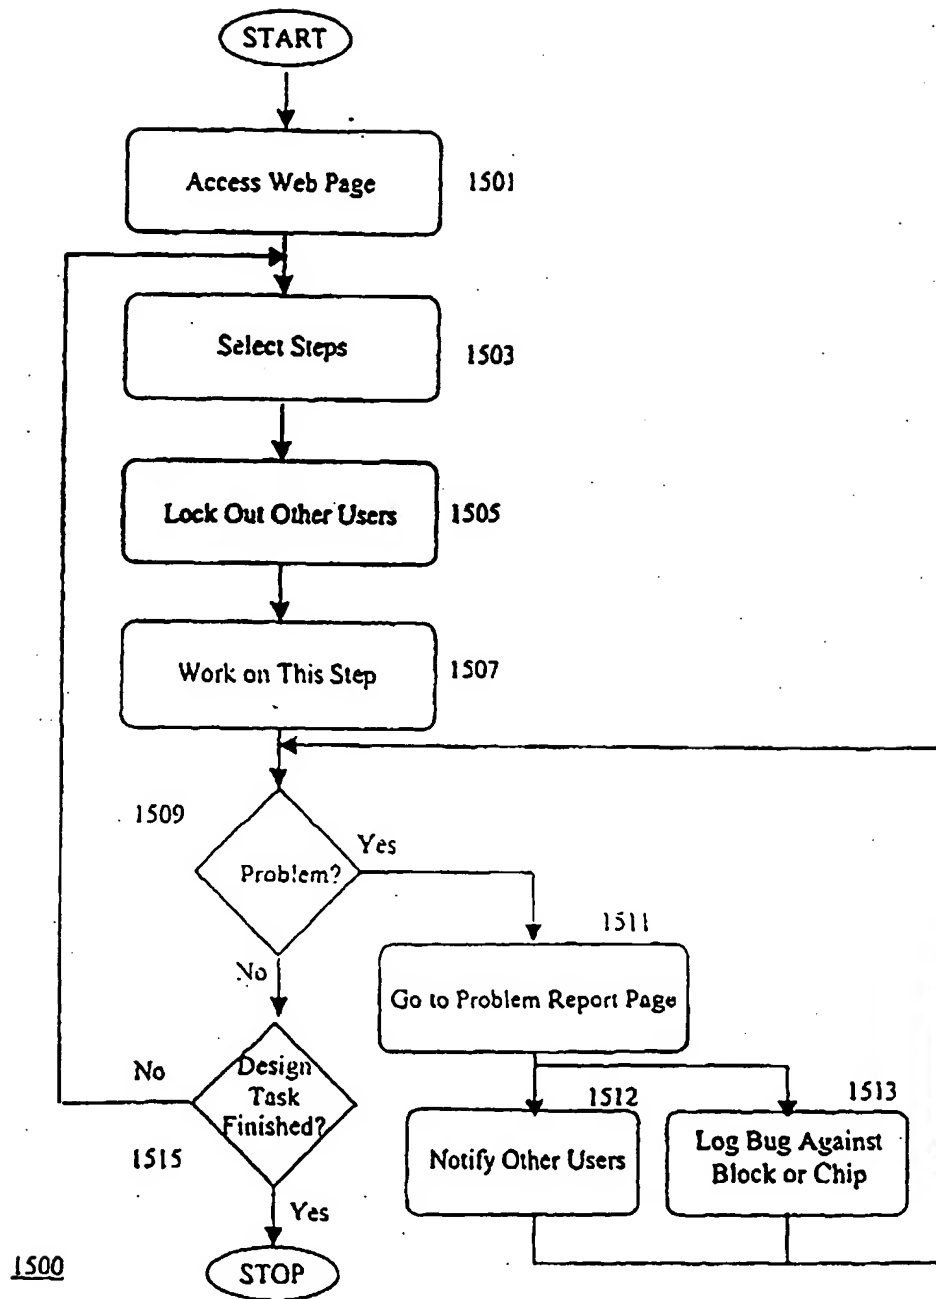 START
Access Web Page
1501
Select Steps
1503
Lock Out Other Users
1505
Work on This Step
1507
1509
Problem?
Yes
No
1511
Go to Problem Report Page
No
Design
Task
Finished?
1515
Yes
1512
Notify Other Users
1513
Log Bug Against
Block or Chip
1500
STOP